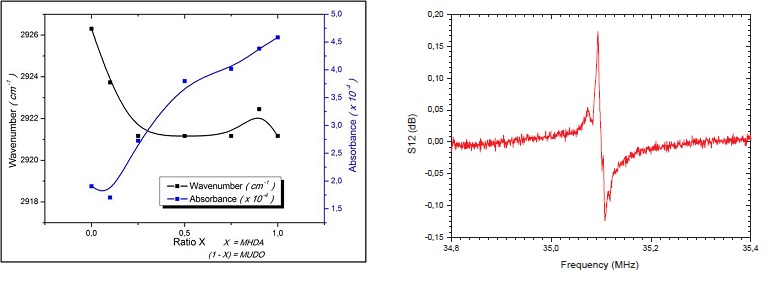 2926
2924
2922
2920
2918
Wavenumber ( cm⁻¹ )
5,0
4,5
4,0
3,5
3,0
2,5
2,0
1,5
Absorbance ( x 10⁻⁴ )
Wavenumber ( cm⁻¹ )
Absorbance ( x 10⁻⁴ )
0,0 0,5 1,0
Ratio X
X = MHDA
(1 - X) = MUDO
0,20
0,15
0,10
0,05
0,00
-0,05
-0,10
-0,15
S12 (dB)
34,8 35,0 35,2 35,4
Frequency (MHz)